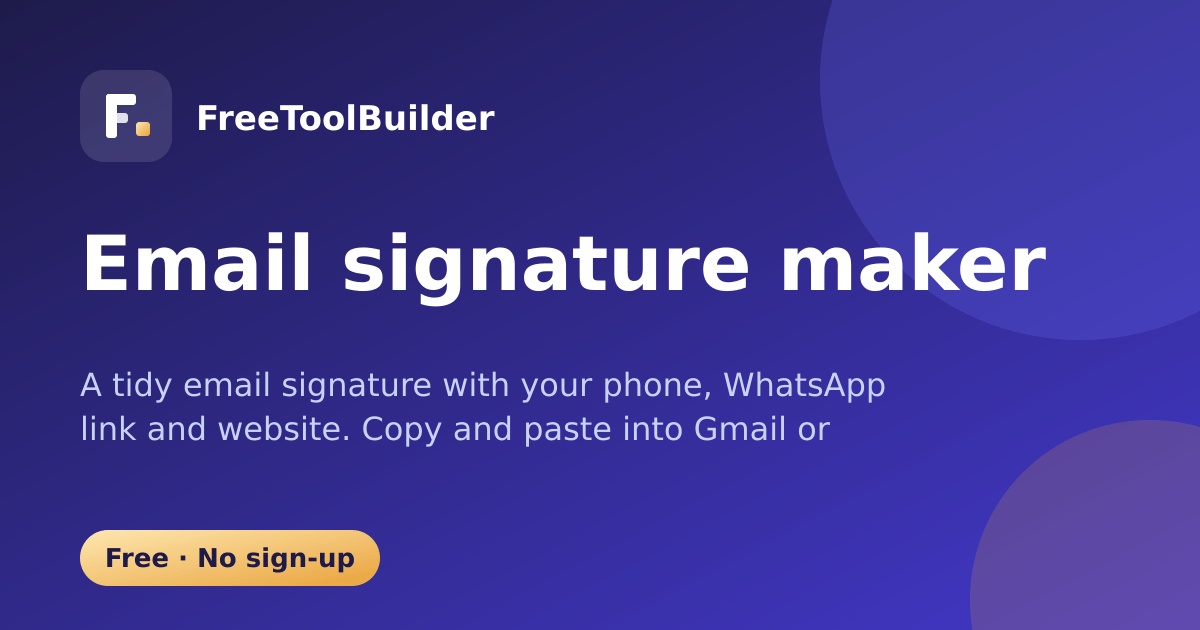 F.
FreeToolBuilder
Email signature maker
A tidy email signature with your phone, WhatsApp
link and website. Copy and paste into Gmail or
Free · No sign-up